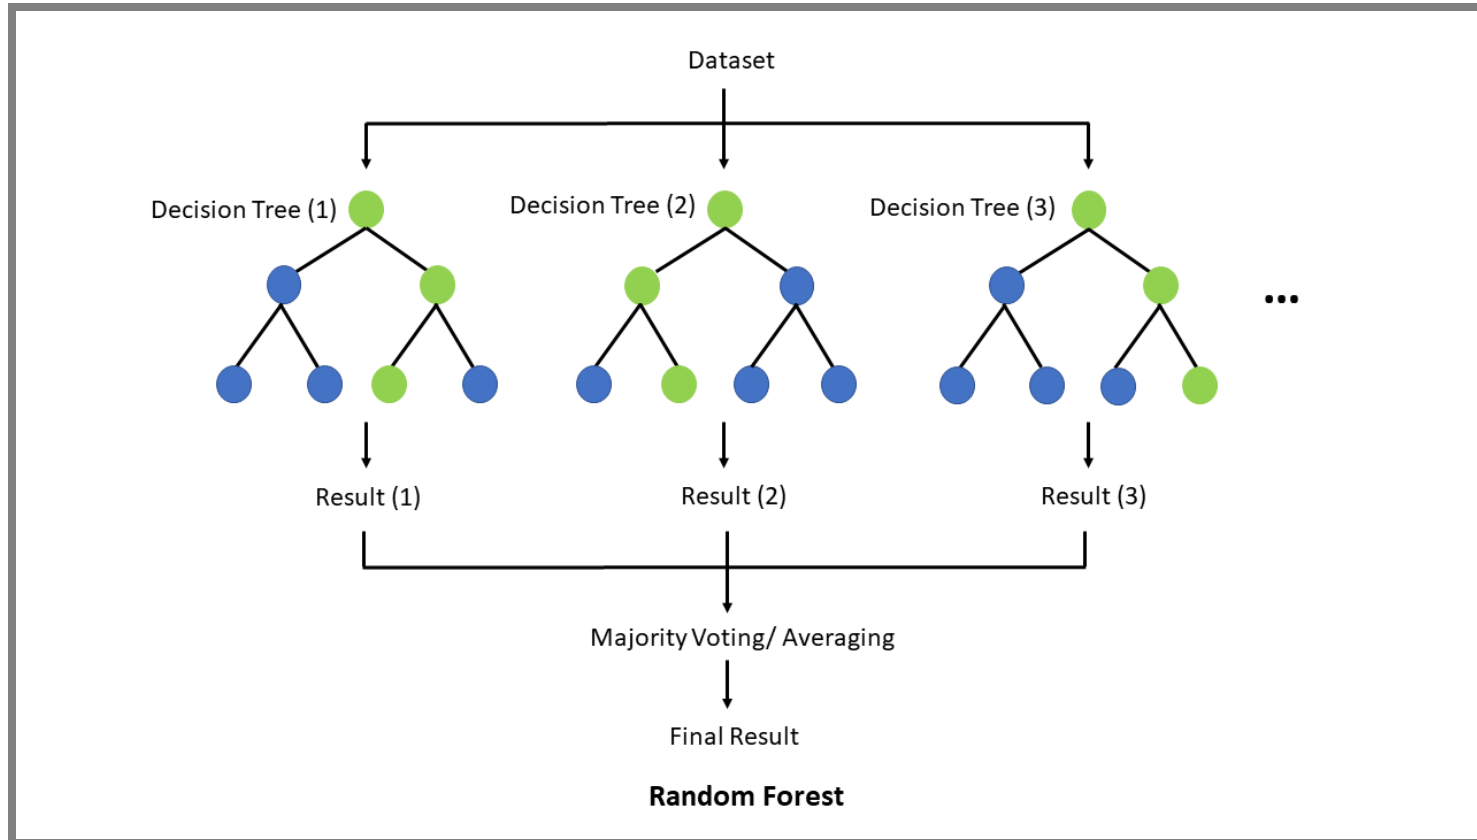 Dataset
Decision Tree (1)
Decision Tree (2)
Decision Tree (3)
...
Result (1)
Result (2)
Result (3)
Majority Voting/ Averaging
Final Result
Random Forest